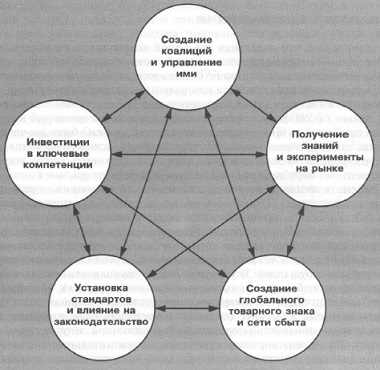 Создание
коалиций
и управление
ими
Инвестиции
в ключевые
компетенции
Получение
знаний
и эксперименты
на рынке
Установка
стандартов
и влияние на
законодательство
Создание
глобального
товарного знака
и сети сбыта